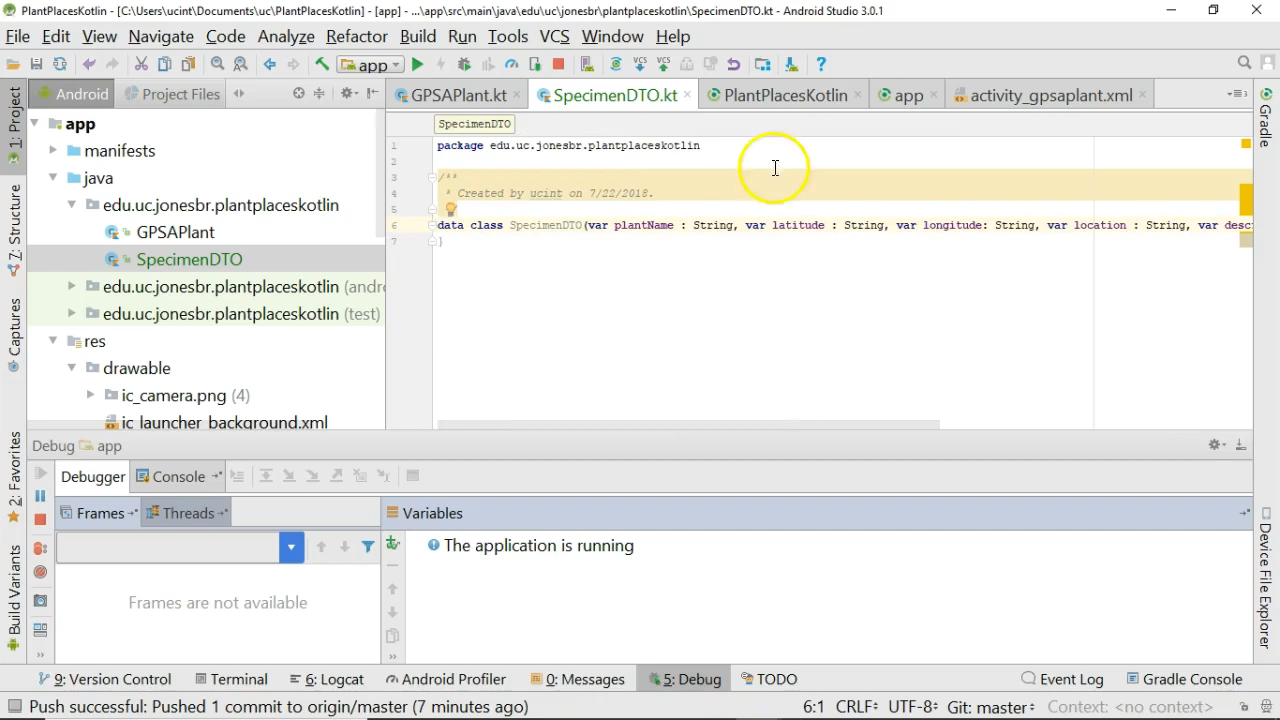 PlantPlacesKotlin - [C:\Users\ucint\Documents\uc\PlantPlacesKotlin] - [app] - ...\app\src\main\java\edu\uc\jonesbr\plantplaceskotlin\SpecimenDTO.kt - Android Studio 3.0.1
File Edit View Navigate Code Analyze Refactor Build Run Tools VCS Window Help
app
VCS VCS
Android Project Files GPSAPlant.kt SpecimenDTO.kt PlantPlacesKotlin app activity_gpsaplant.xml
1: Project
Z: Structure
Captures
2: Favorites
Build Variants
app
manifests
java
edu.uc.jonesbr.plantplaceskotlin
GPSAPlant
SpecimenDTO
edu.uc.jonesbr.plantplaceskotlin (andro
edu.uc.jonesbr.plantplaceskotlin (test)
res
drawable
ic_camera.png (4)
ic_launcher_background.xml
SpecimenDTO
1 package edu.uc.jonesbr.plantplaceskotlin
2
3 /**
4 * Created by ucint on 7/22/2018.
5
6 data class SpecimenDTO(var plantName : String, var latitude : String, var longitude: String, var location : String, var descr
7 }
Gradle
Device File Explorer
Debug app
Debugger Console
Frames Threads Variables
The application is running
Frames are not available
9: Version Control Terminal 6: Logcat Android Profiler 0: Messages 5: Debug TODO Event Log Gradle Console
Push successful: Pushed 1 commit to origin/master (7 minutes ago) 6:1 CRLF UTF-8 Git: master Context: <no context>